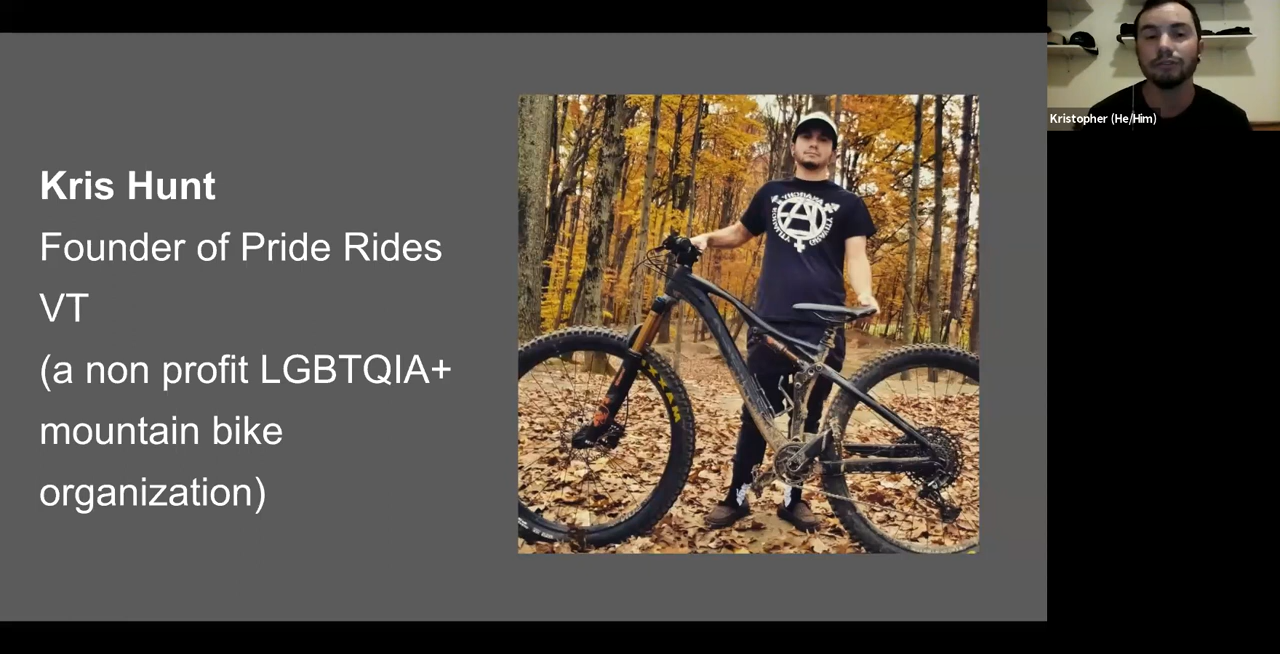 Kris Hunt
Founder of Pride Rides
VT
(a non profit LGBTQIA+
mountain bike
organization)
Kristopher (He/Him)